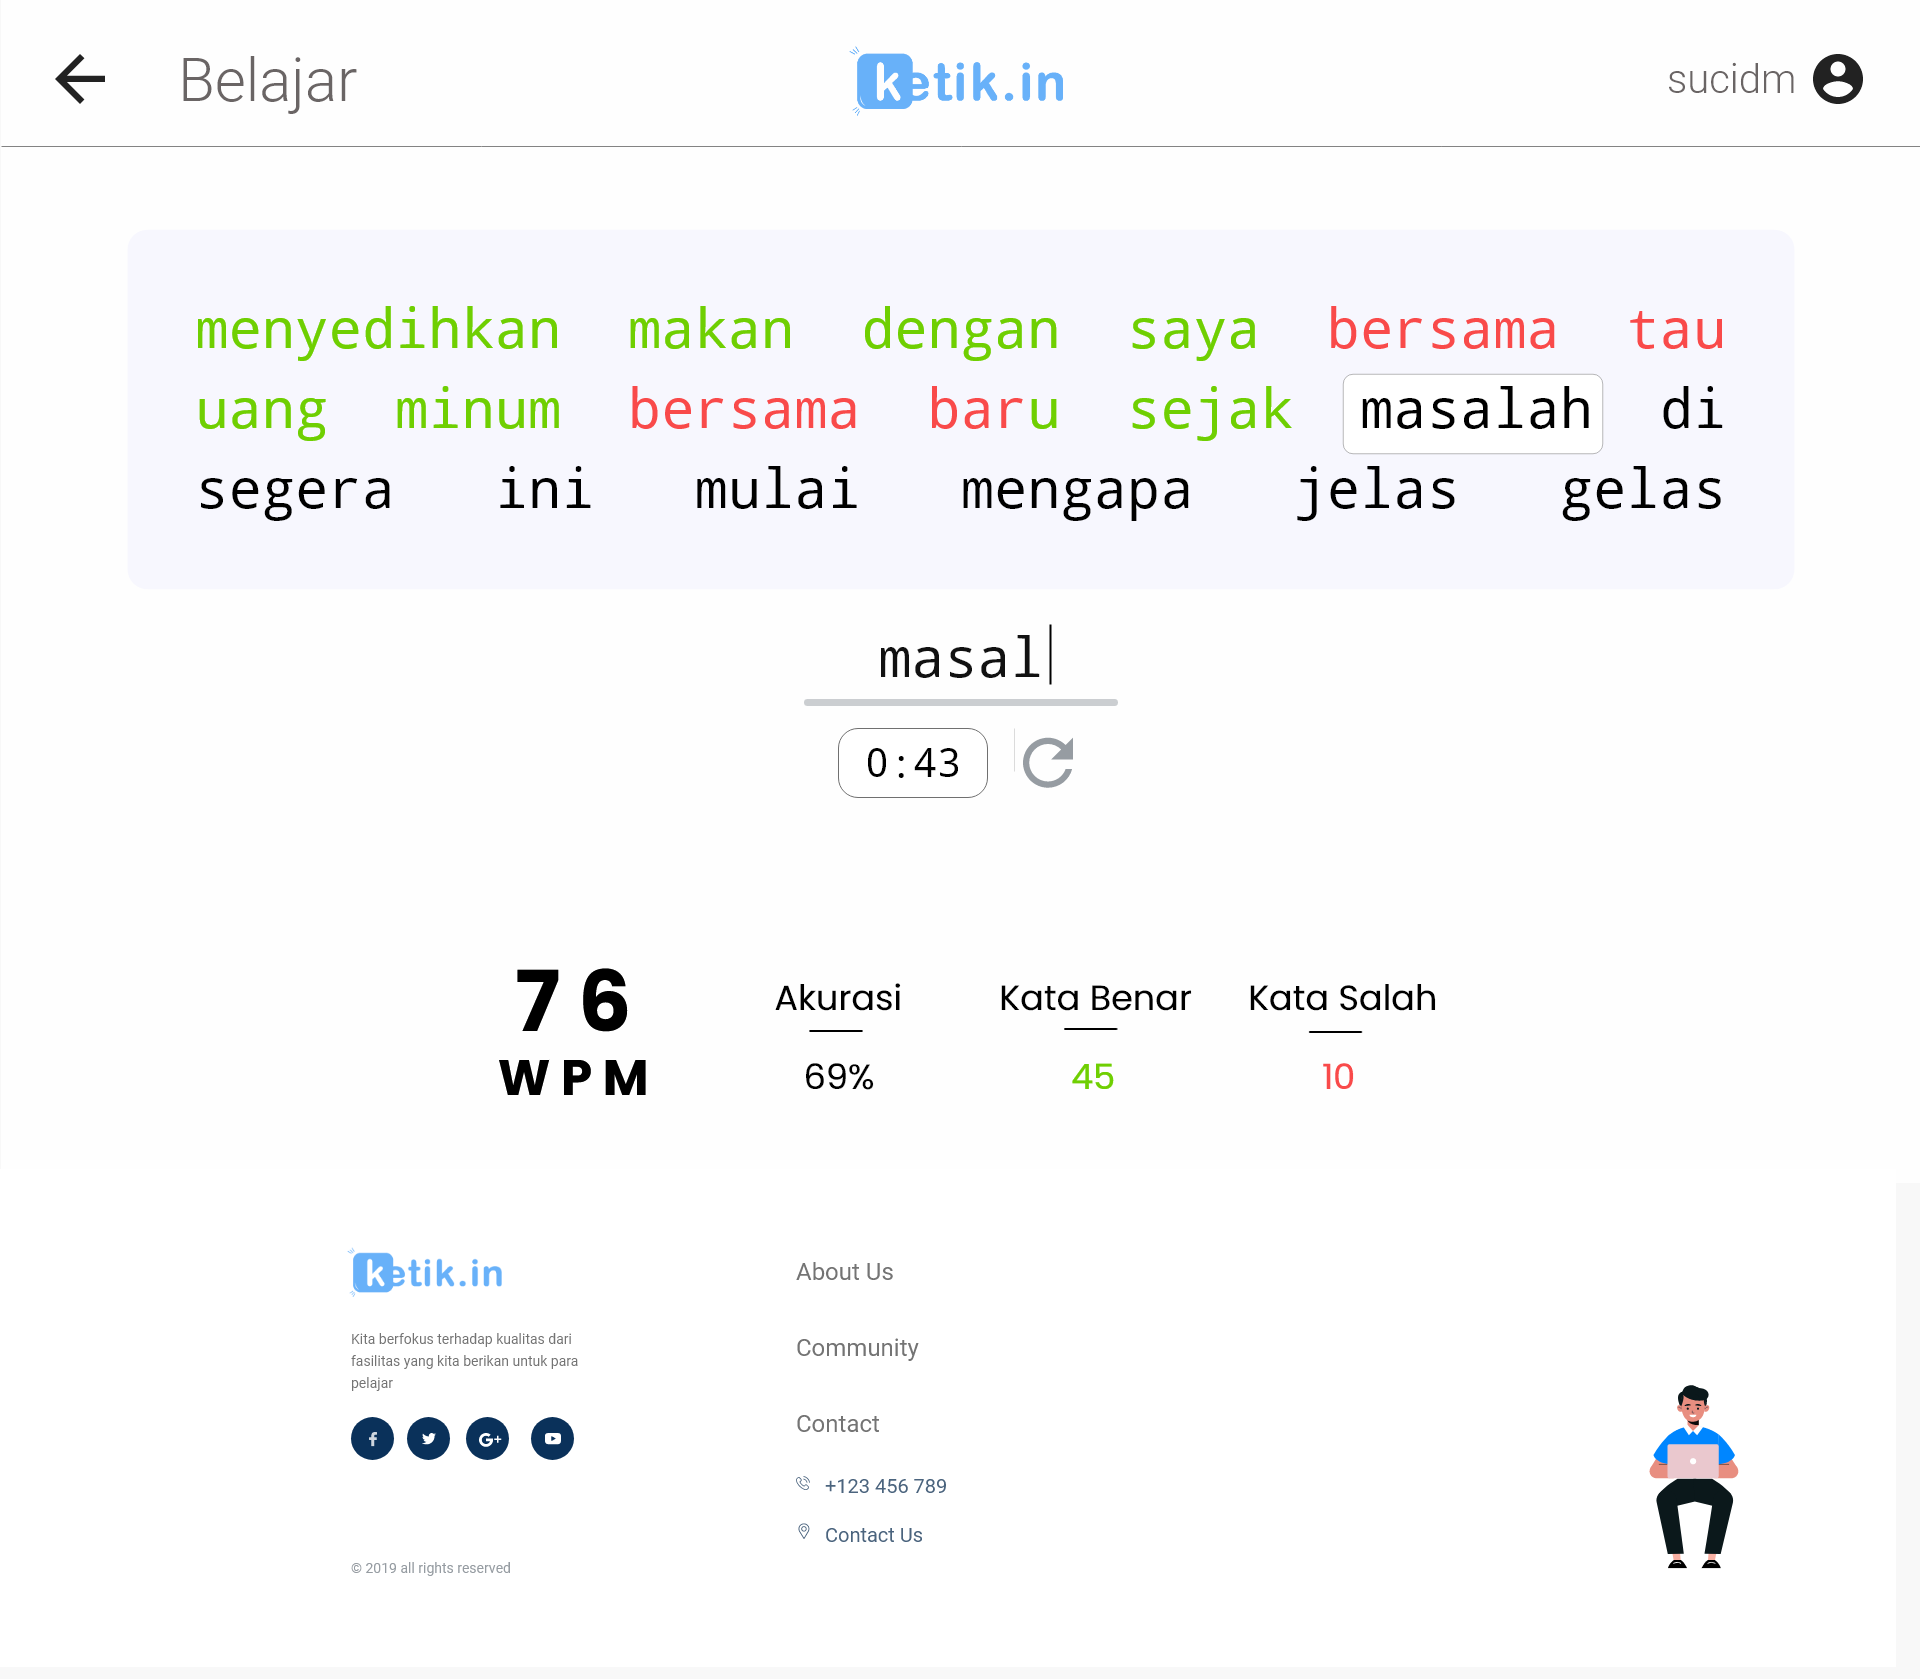 Belajar
ketik.in
sucidm
menyedihkan makan dengan saya bersama tau
uang minum bersama baru sejak masalah di
segera ini mulai mengapa jelas gelas
masal
0:43
76
WPM
Akurasi
69%
Kata Benar
45
Kata Salah
10
ketik.in
Kita berfokus terhadap kualitas dari
fasilitas yang kita berikan untuk para
pelajar
f
G+
© 2019 all rights reserved
About Us
Community
Contact
+123 456 789
Contact Us